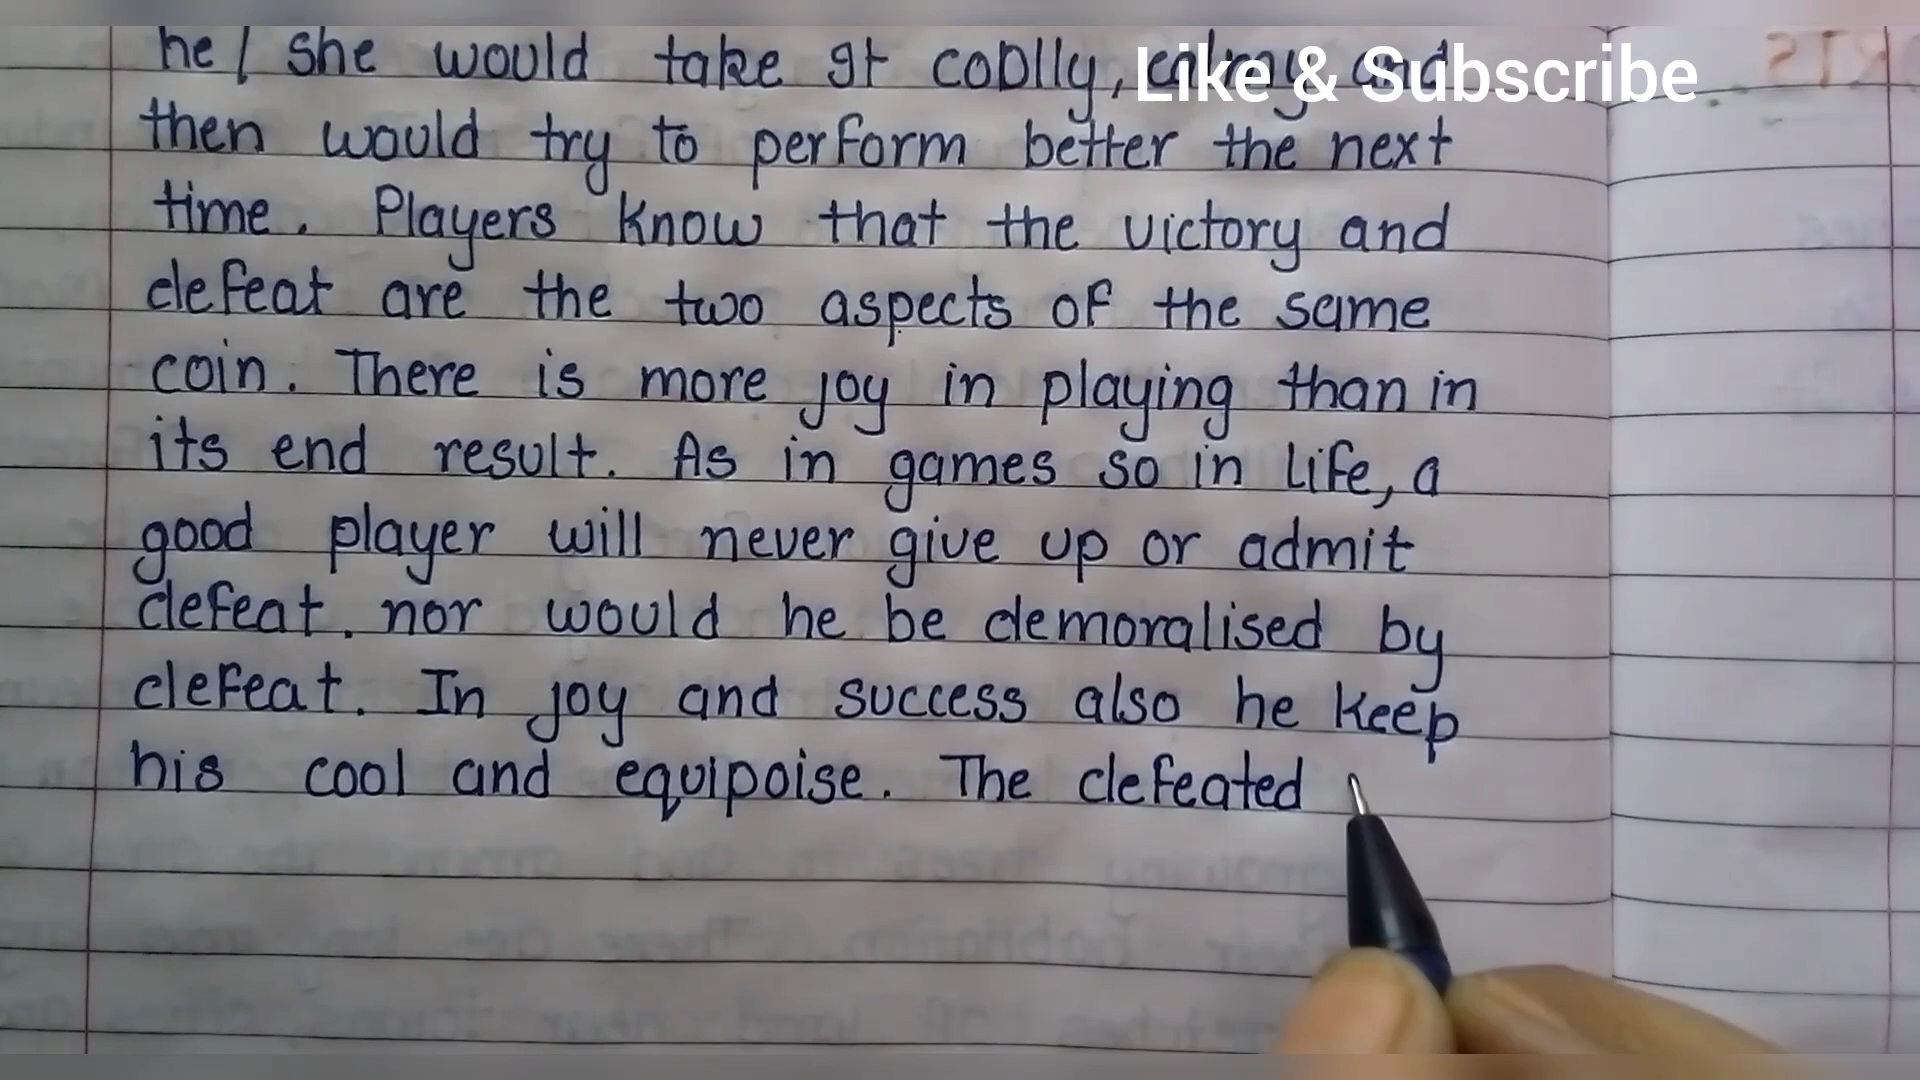 he / she would take It coolly, calmy and
Like & Subscribe
then would try to perform better the next
time. Players know that the victory and
defeat are the two aspects of the same
coin. There is more joy in playing than in
its end result. As in games so in life, a
good player will never give up or admit
defeat. nor would he be demoralised by
defeat. In joy and success also he keep
his cool and equipoise. The defeated